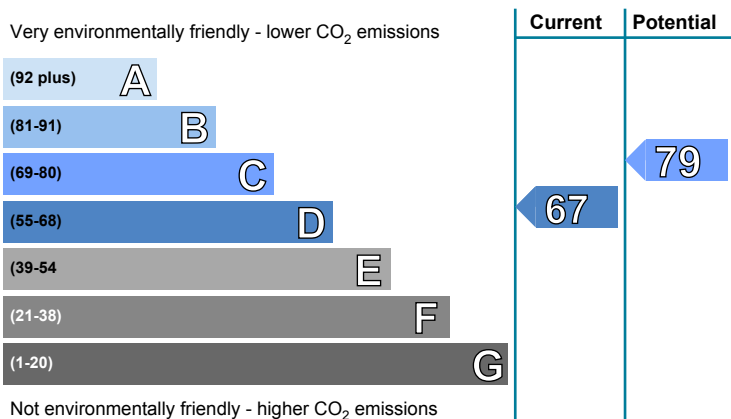 Current Potential
Very environmentally friendly - lower CO2 emissions
(92 plus) A
(81-91) B
(69-80) C
79
(55-68) D
67
(39-54 E
(21-38) F
(1-20) G
Not environmentally friendly - higher CO2 emissions